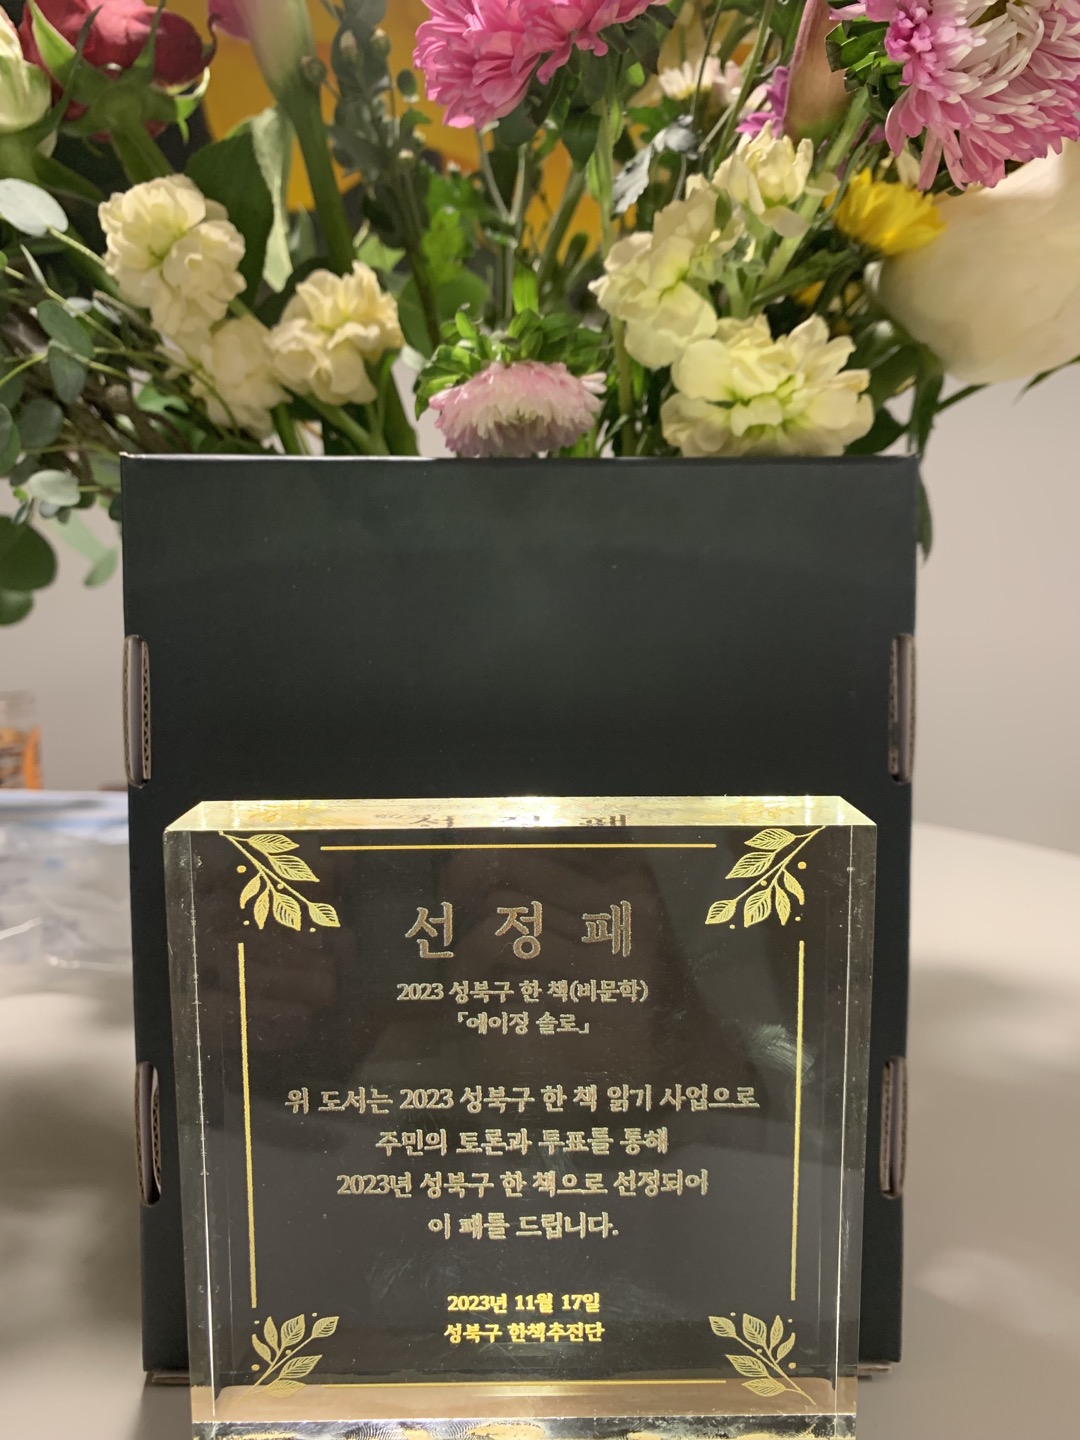 선 정 패
2023 성북구 한 책(비문학)
「에이징 솔로」
위 도서는 2023 성북구 한 책 읽기 사업으로
주민의 토론과 투표를 통해
2023년 성북구 한 책으로 선정되어
이 패를 드립니다.
2023년 11월 17일
성북구 한책추진단